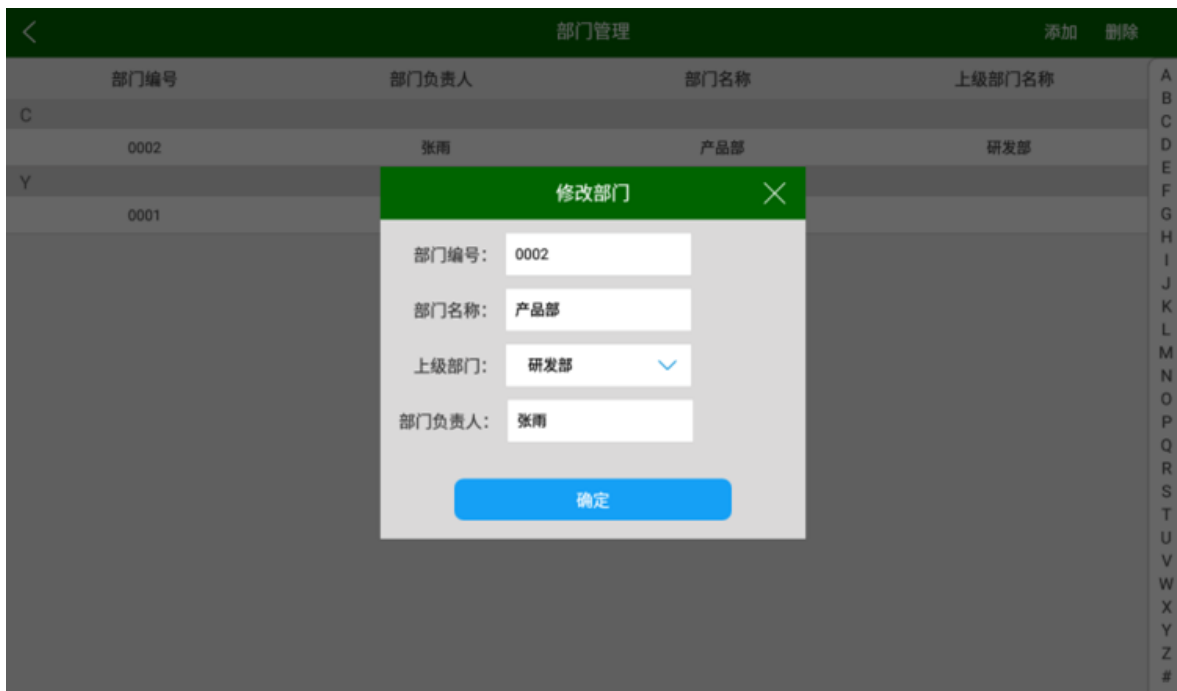 部门管理 添加 删除
部门编号 部门负责人 部门名称 上级部门名称
C
0002 张雨 产品部 研发部
Y
0001
修改部门
部门编号： 0002
部门名称： 产品部
上级部门： 研发部
部门负责人： 张雨
确定
A
B
C
D
E
F
G
H
I
J
K
L
M
N
O
P
Q
R
S
T
U
V
W
X
Y
Z
#